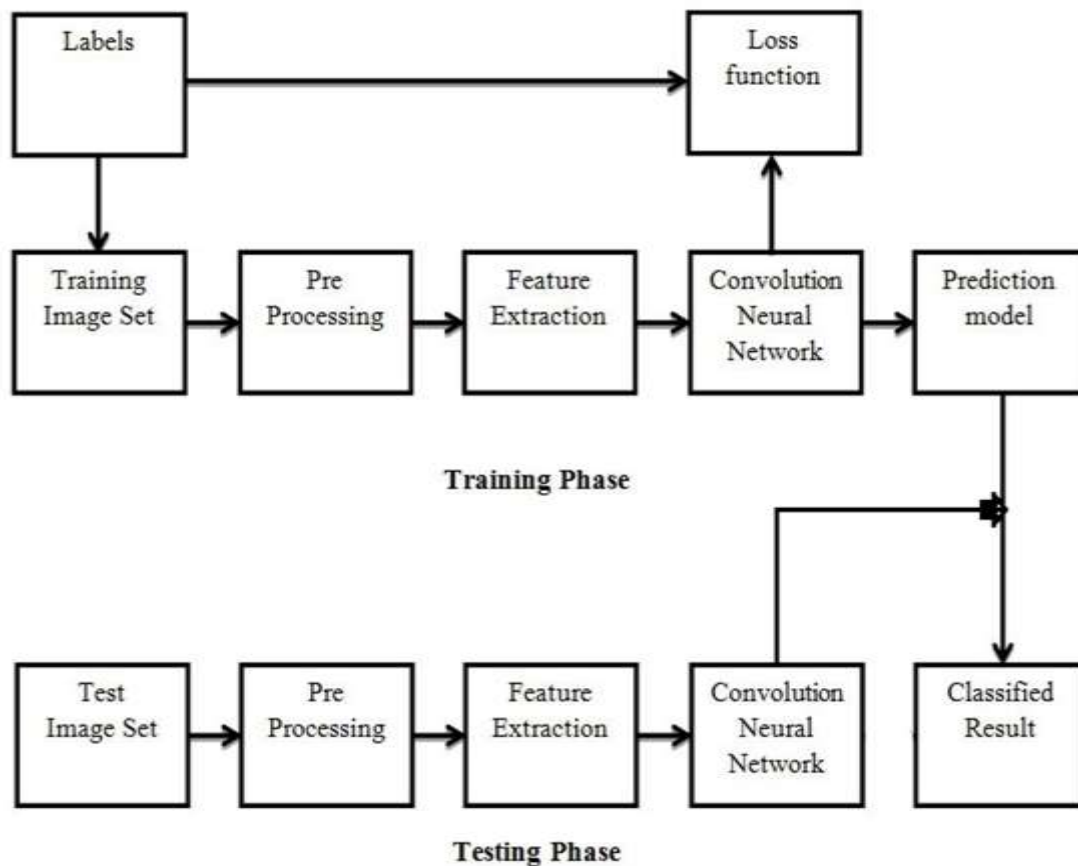 Labels
Loss
function
Training
Image Set
Pre
Processing
Feature
Extraction
Convolution
Neural
Network
Prediction
model
Training Phase
Test
Image Set
Pre
Processing
Feature
Extraction
Convolution
Neural
Network
Classified
Result
Testing Phase